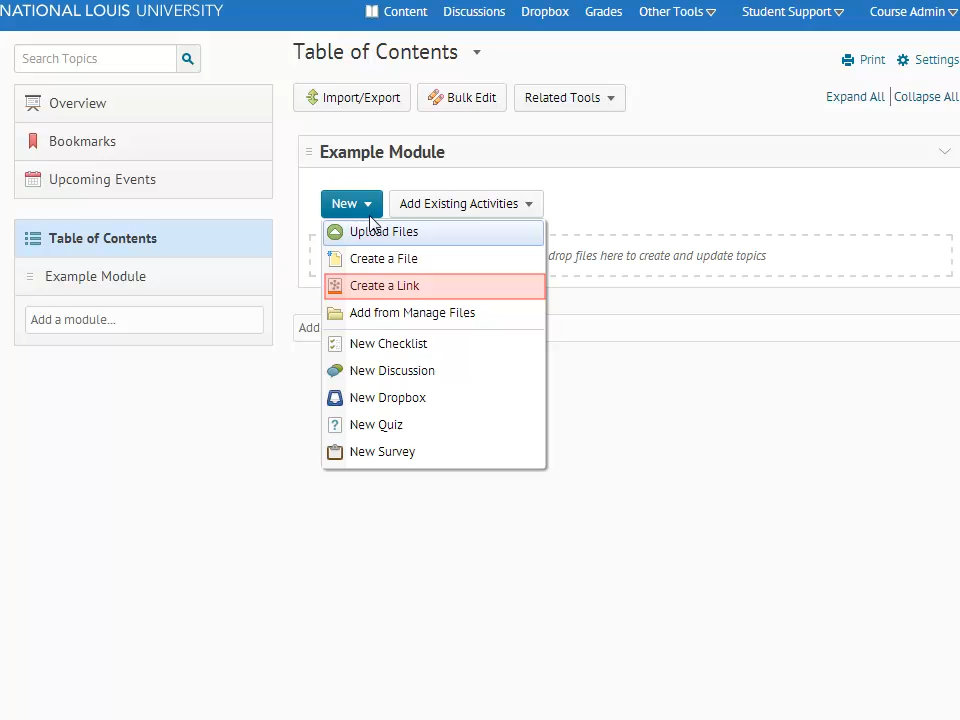 NATIONAL LOUIS UNIVERSITY
Content Discussions Dropbox Grades Other Tools Student Support Course Admin
Search Topics
Overview
Bookmarks
Upcoming Events
Table of Contents
Example Module
Add a module...
Table of Contents
Print Settings
Import/Export Bulk Edit Related Tools
Expand All Collapse All
Example Module
New Add Existing Activities
Upload Files
drop files here to create and update topics
Create a File
Create a Link
Add from Manage Files
Add
New Checklist
New Discussion
New Dropbox
New Quiz
New Survey